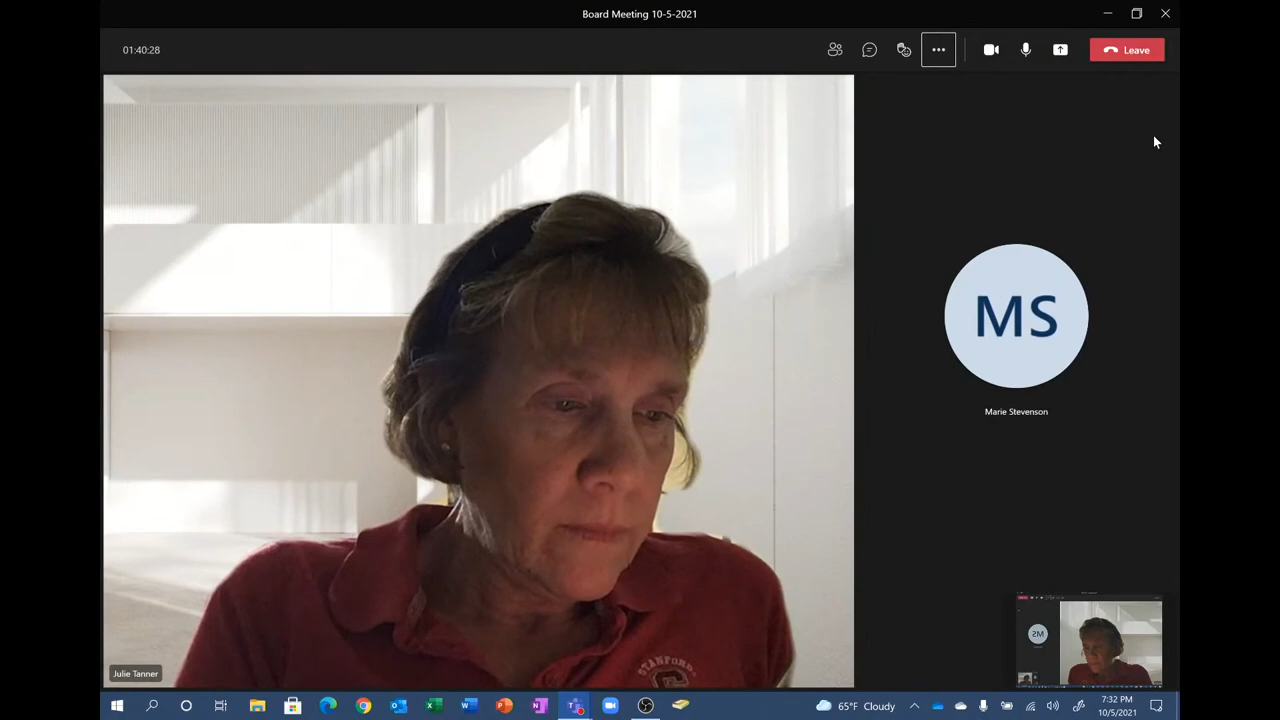 Board Meeting 10-5-2021
01:40:28
Leave
MS
Marie Stevenson
Julie Tanner
STANFORD
65°F Cloudy
7:32 PM
10/5/2021